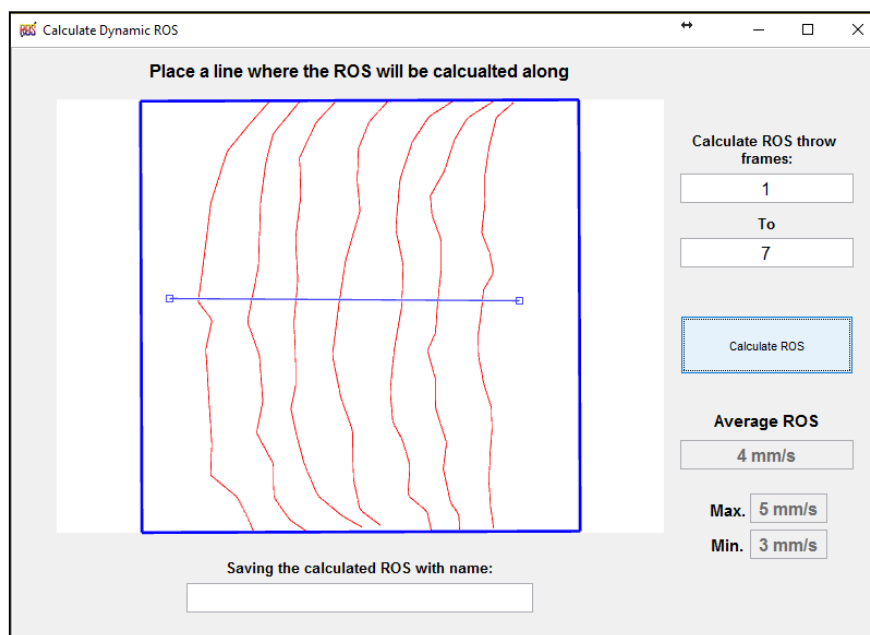 Calculate Dynamic ROS
Place a line where the ROS will be calcualted along
Calculate ROS throw
frames:
1
To
7
Calculate ROS
Average ROS
4 mm/s
Max. 5 mm/s
Min. 3 mm/s
Saving the calculated ROS with name: